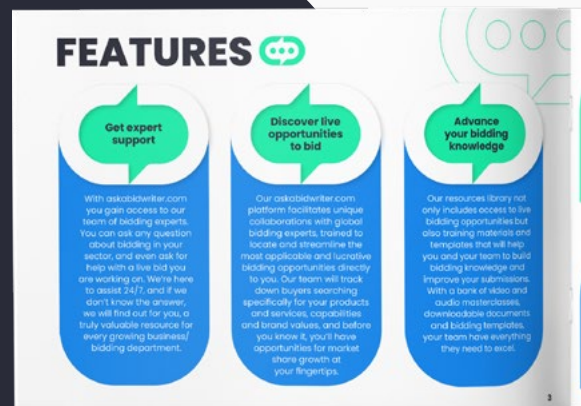 FEATURES
Get expert
support
With askabidwriter.com
you gain access to our
team of bidding experts.
You can ask any question
about bidding in your
sector, and even ask for
help with a live bid you
are working on. We're here
to assist 24/7, and if we
don't know the answer,
we will find out for you, a
truly valuable resource for
every growing business/
bidding department.
Discover live
opportunities
to bid
Our askabidwriter.com
platform facilitates unique
collaborations with global
bidding experts, trained to
locate and streamline the
most applicable and lucrative
bidding opportunities directly
to you. Our team will track
down buyers searching
specifically for your products
and services, capabilities
and brand values, and before
you know it, you'll have
opportunities for market
share growth at
your fingertips.
Advance
your bidding
knowledge
Our resources library not
only includes access to live
bidding opportunities but
also training materials and
templates that will help
you and your team to build
bidding knowledge and
improve your submissions.
With a bank of video and
audio masterclasses,
downloadable documents
and bidding templates,
your team have everything
they need to excel.
3